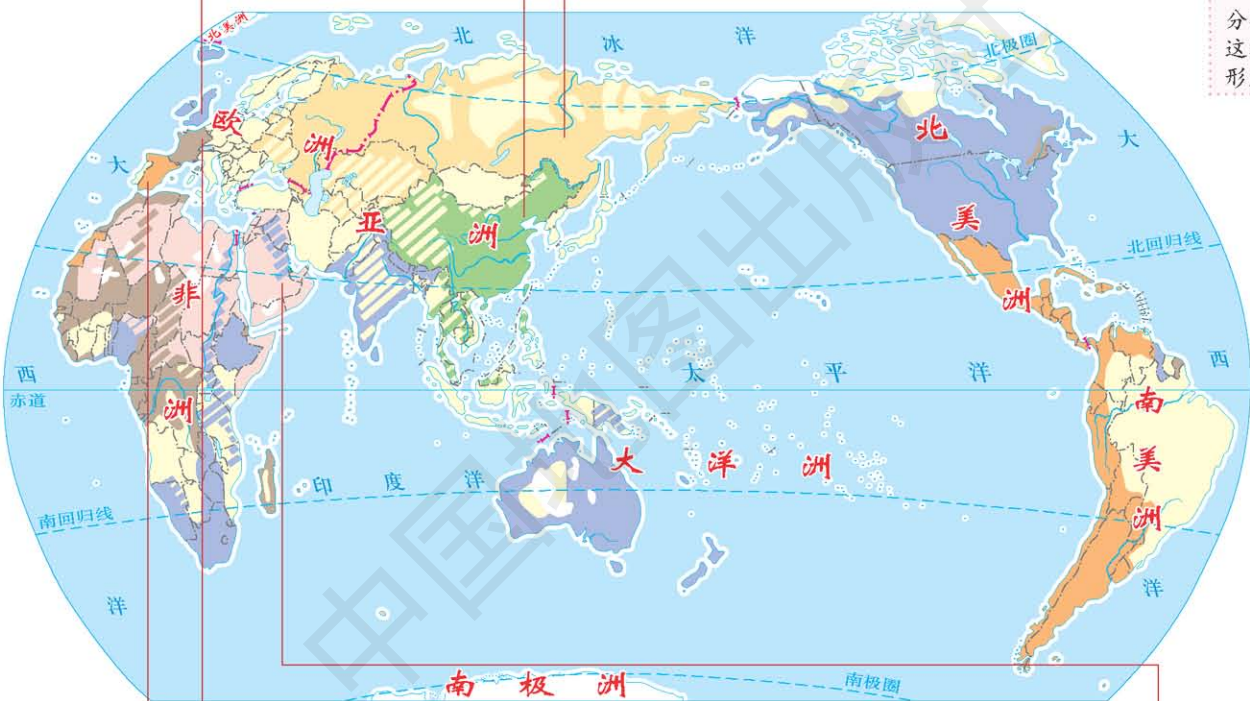 分
这
形
北美洲
北冰洋
北极圈
欧洲
大
北
大
亚洲
美
北回归线
非
洲
西
太平洋
西
赤道
洲
南
大洋洲
美
印度洋
南回归线
洲
洋
洋
南极洲
南极圈
中国地图出版社